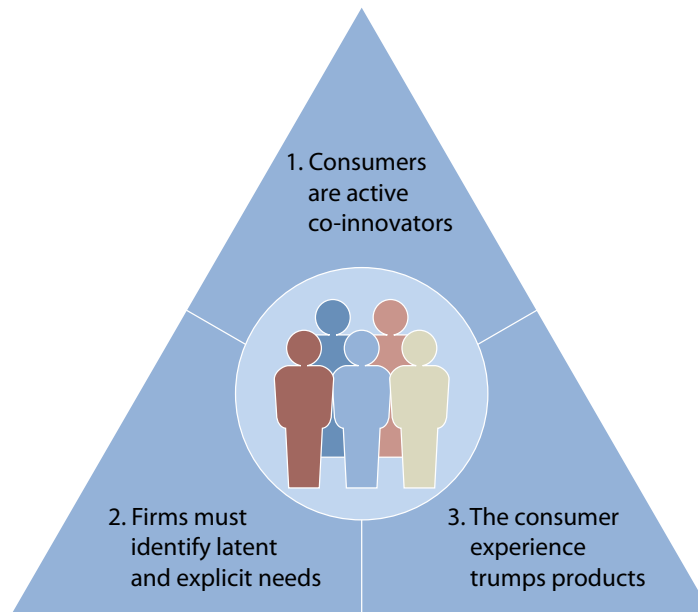 1. Consumers
are active
co-innovators
2. Firms must
identify latent
and explicit needs
3. The consumer
experience
trumps products